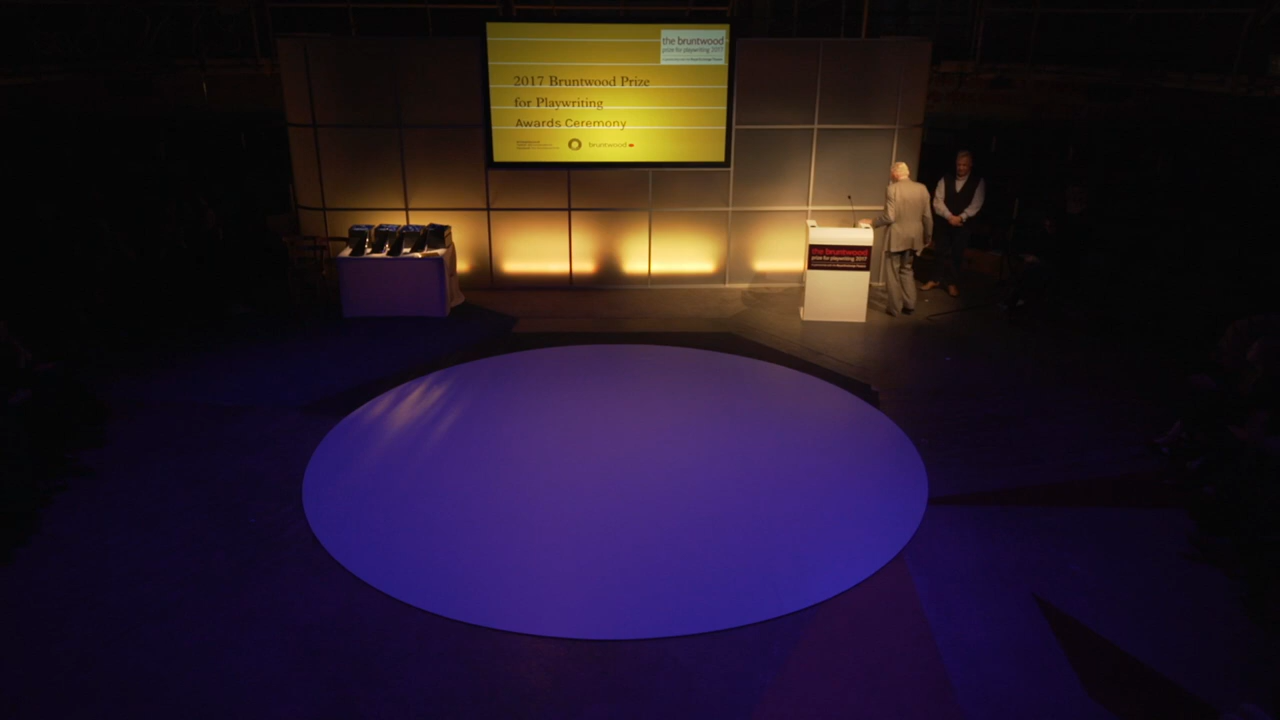 the bruntwood
prize for playwriting 2017
2017 Bruntwood Prize
for Playwriting
Awards Ceremony
bruntwood
the bruntwood
prize for playwriting 2017